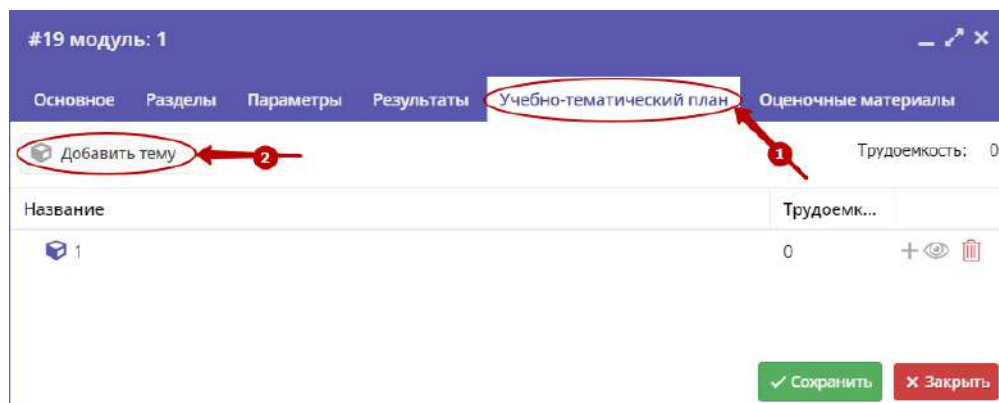 #19 модуль: 1
Основное Разделы Параметры Результаты Учебно-тематический план Оценочные материалы
Добавить тему 2 1 Трудоемкость: 0
Название Трудоемк...
1 0
Сохранить Закрыть